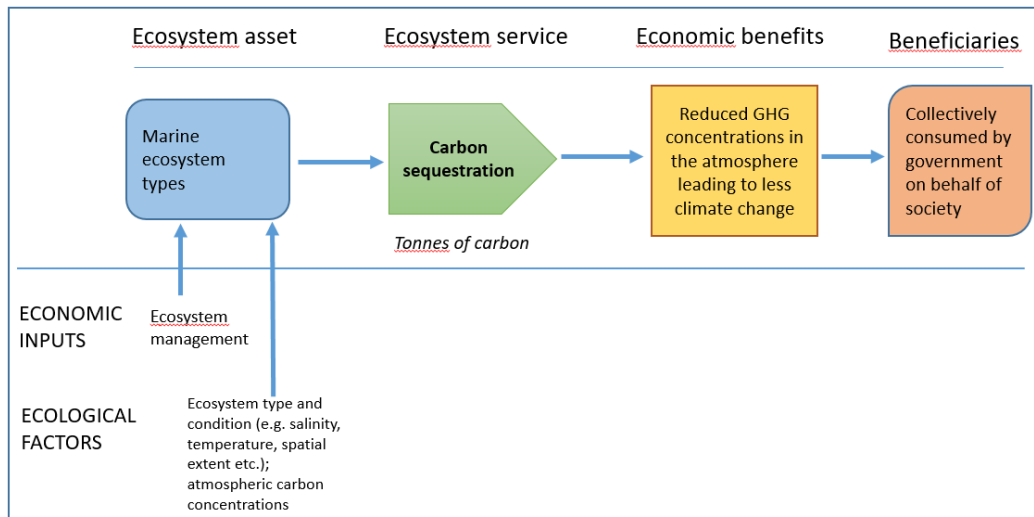 Ecosystem asset
Ecosystem service
Economic benefits
Beneficiaries
Marine
ecosystem
types
Carbon
sequestration
Tonnes of carbon
Reduced GHG
concentrations in
the atmosphere
leading to less
climate change
Collectively
consumed by
government
on behalf of
society
ECONOMIC
INPUTS
Ecosystem
management
ECOLOGICAL
FACTORS
Ecosystem type and
condition (e.g. salinity,
temperature, spatial
extent etc.);
atmospheric carbon
concentrations